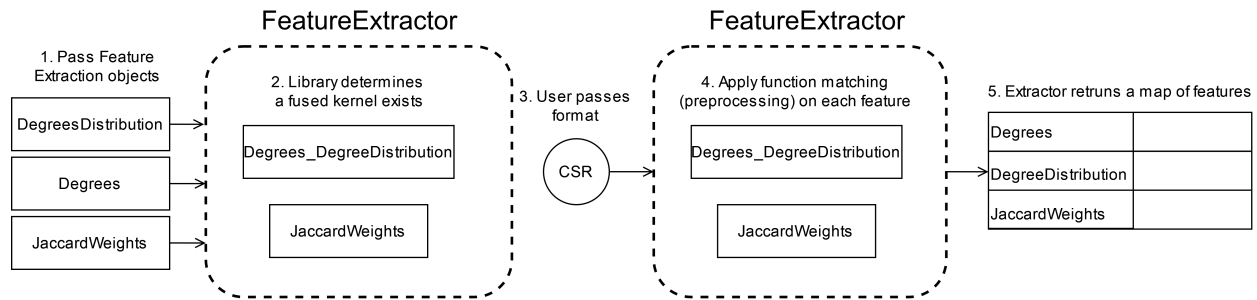 FeatureExtractor
FeatureExtractor
1. Pass Feature
Extraction objects
DegreesDistribution
Degrees
JaccardWeights
2. Library determines
a fused kernel exists
Degrees_DegreeDistribution
JaccardWeights
3. User passes
format
CSR
4. Apply function matching
(preprocessing) on each feature
Degrees_DegreeDistribution
JaccardWeights
5. Extractor retruns a map of features
Degrees
DegreeDistribution
JaccardWeights